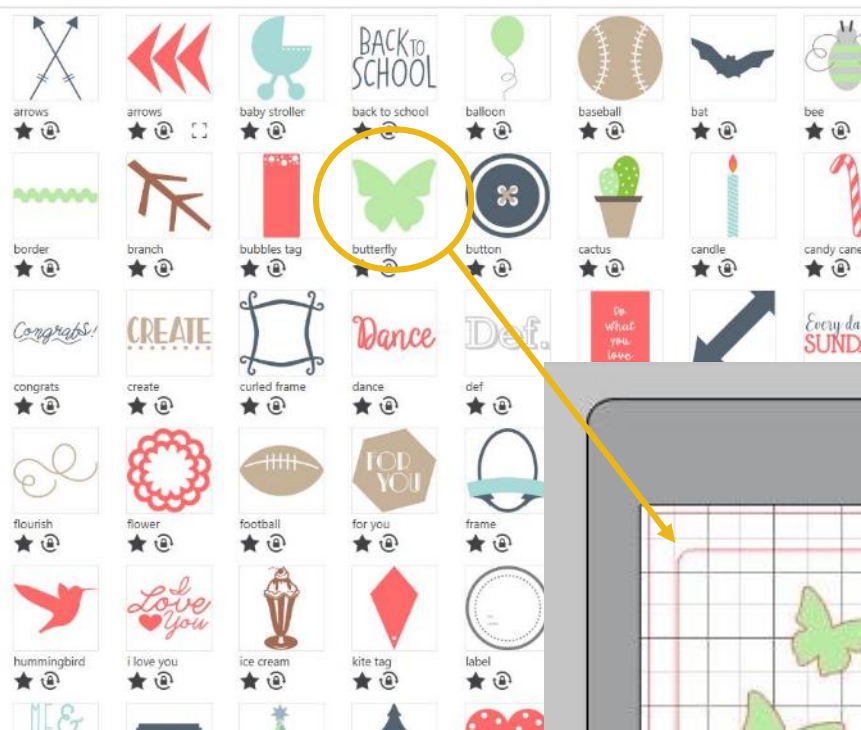 BACK TO
SCHOOL
arrows
arrows
baby stroller
back to school
balloon
baseball
bat
bee
border
branch
bubbles tag
butterfly
button
cactus
candle
candy cane
Congrats!
CREATE
Dance
Def.
Do
what
you
love
Every da
SUNDA
congrats
create
curled frame
dance
def
FOR
YOU
flourish
flower
football
for you
frame
I
Love
You
hummingbird
i love you
ice cream
kite tag
label
ME &